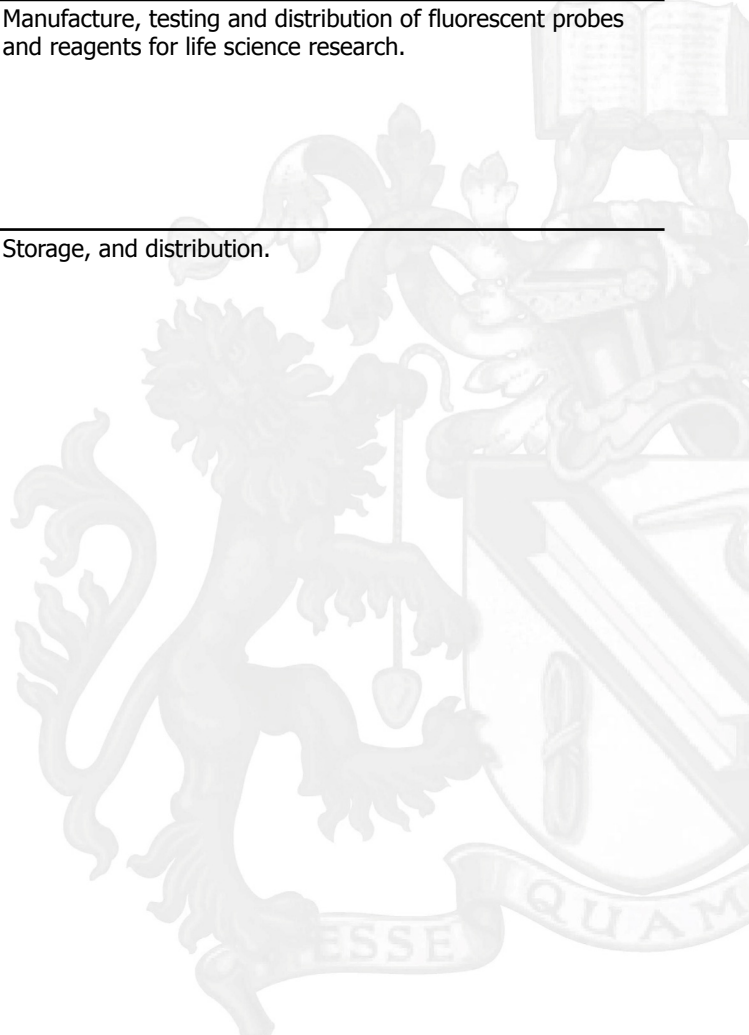 Manufacture, testing and distribution of fluorescent probes
and reagents for life science research.
Storage, and distribution.
ESSE QUAM